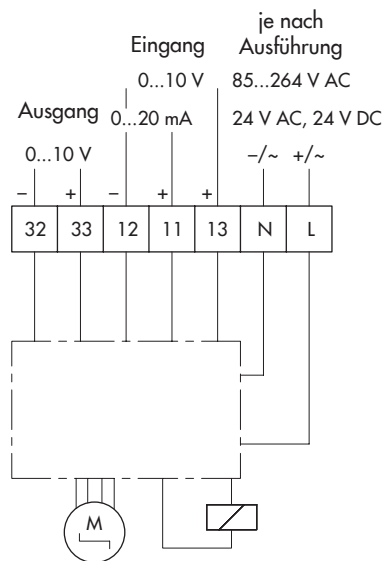 je nach
Eingang Ausführung
0...10 V 85...264 V AC
Ausgang 0...20 mA 24 V AC, 24 V DC
0...10 V –/~ +/~
– + – + +
32 33 12 11 13 N L
M